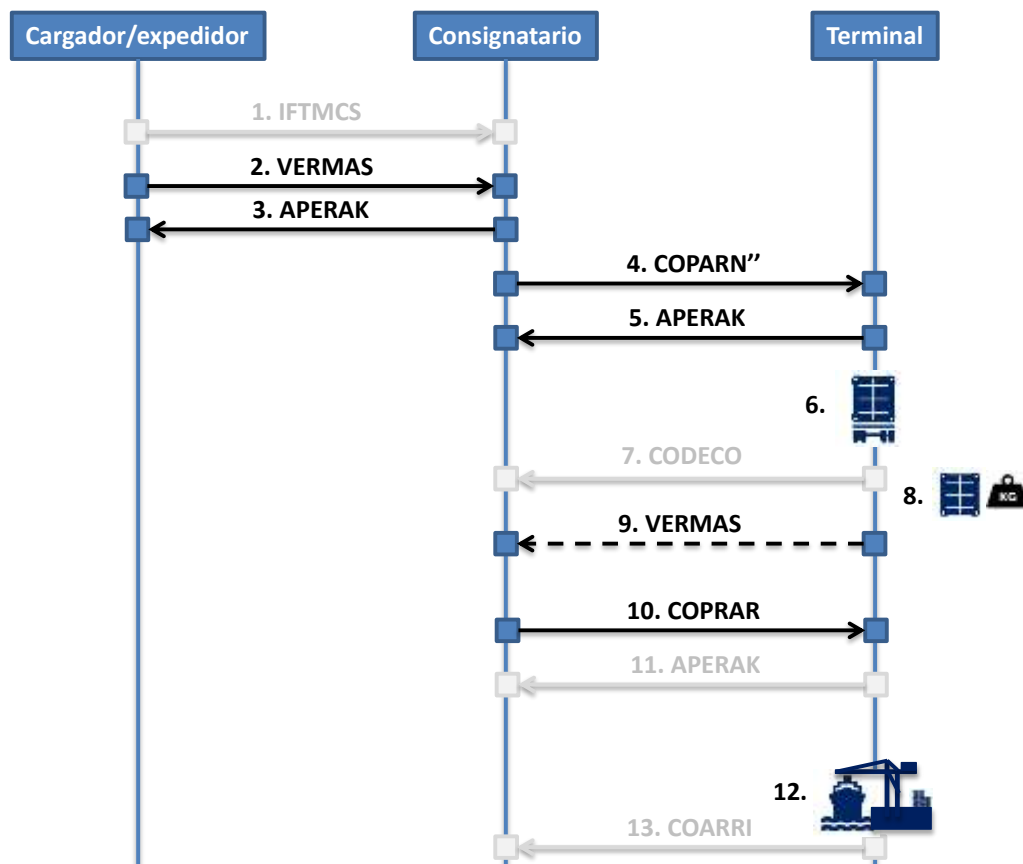 Cargador/expedidor
Consignatario
Terminal
1. IFTMCS
2. VERMAS
3. APERAK
4. COPARN’’
5. APERAK
6.
7. CODECO
8.
KG
9. VERMAS
10. COPRAR
11. APERAK
12.
13. COARRI